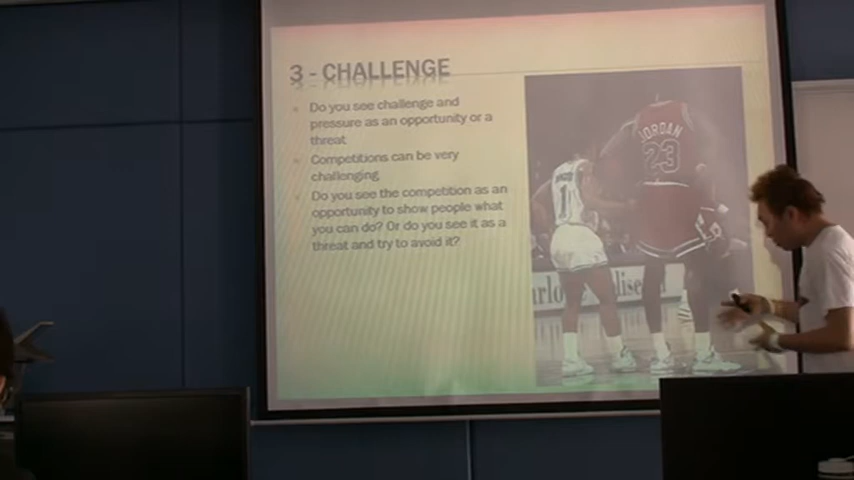 3 - CHALLENGE
Do you see challenge and
pressure as an opportunity or a
threat
Competitions can be very
challenging
Do you see the competition as an
opportunity to show people what
you can do? Or do you see it as a
threat and try to avoid it?
JORDAN
23
1